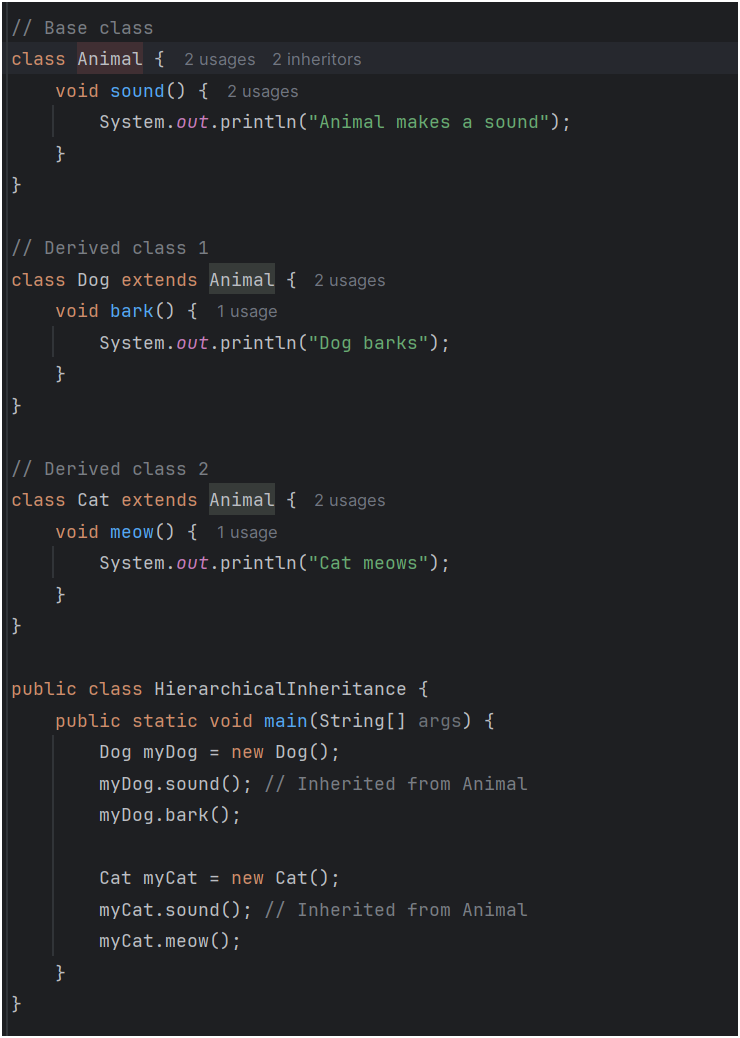 // Base class
class Animal {  2 usages  2 inheritors
    void sound() {  2 usages
        System.out.println("Animal makes a sound");
    }
}

// Derived class 1
class Dog extends Animal {  2 usages
    void bark() {  1 usage
        System.out.println("Dog barks");
    }
}

// Derived class 2
class Cat extends Animal {  2 usages
    void meow() {  1 usage
        System.out.println("Cat meows");
    }
}

public class HierarchicalInheritance {
    public static void main(String[] args) {
        Dog myDog = new Dog();
        myDog.sound(); // Inherited from Animal
        myDog.bark();

        Cat myCat = new Cat();
        myCat.sound(); // Inherited from Animal
        myCat.meow();
    }
}